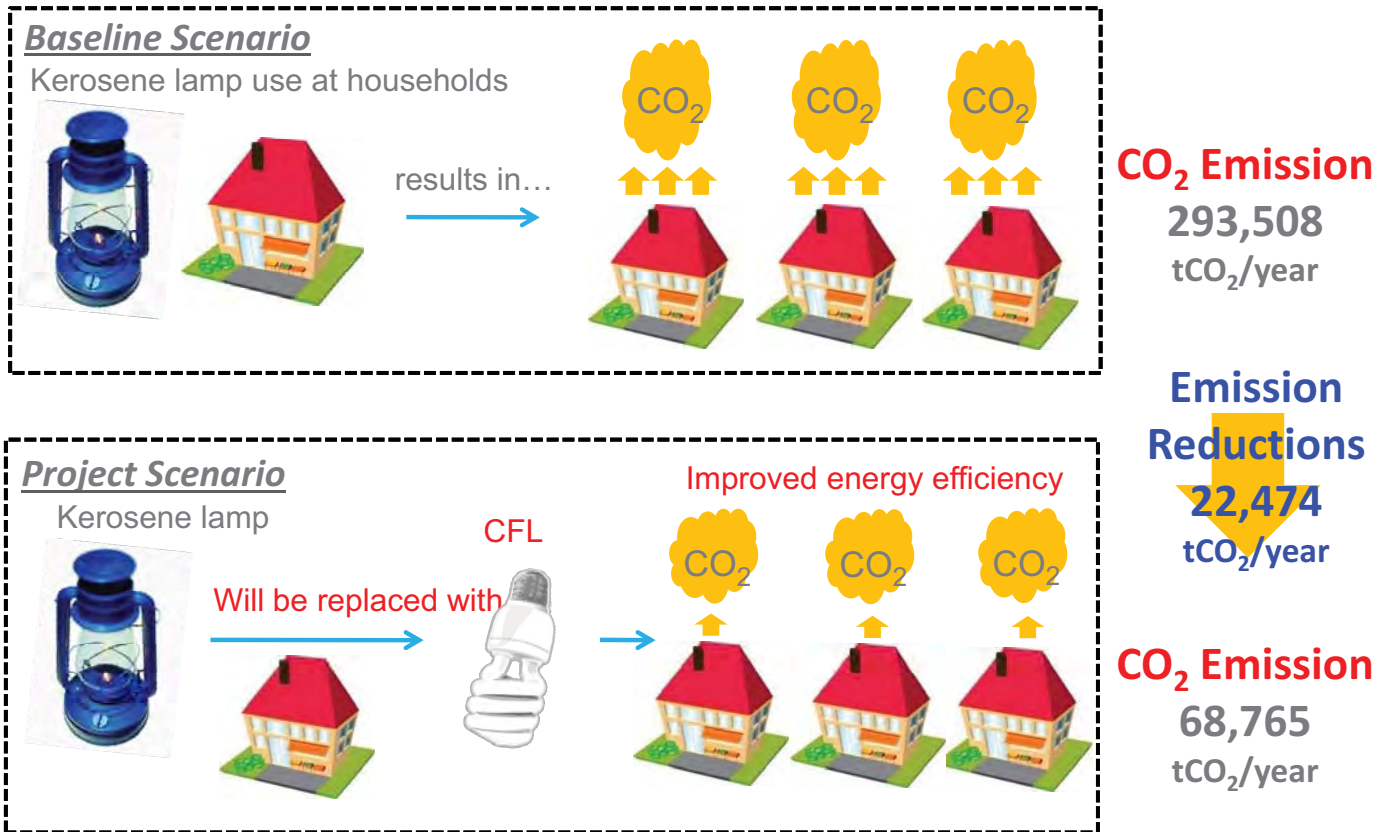 Baseline Scenario
Kerosene lamp use at households
results in…
CO₂
CO₂
CO₂
CO₂ Emission
293,508
tCO₂/year
Emission
Reductions
22,474
tCO₂/year
Project Scenario
Kerosene lamp
Will be replaced with
CFL
Improved energy efficiency
CO₂
CO₂
CO₂
CO₂ Emission
68,765
tCO₂/year